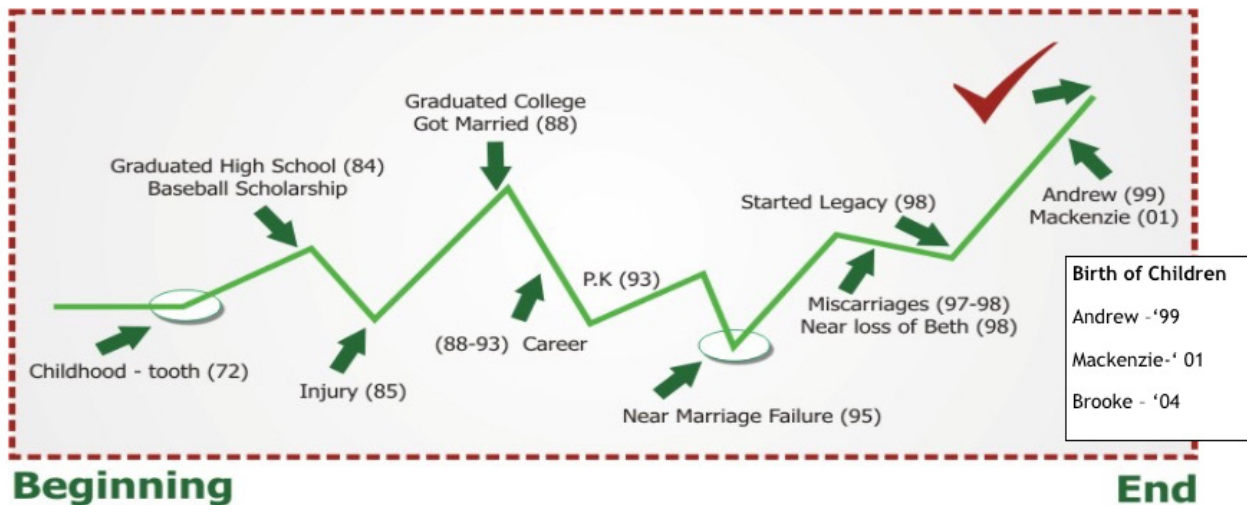 Graduated College
Got Married (88)
Graduated High School (84)
Baseball Scholarship
Started Legacy (98)
Andrew (99)
Mackenzie (01)
P.K (93)
Miscarriages (97-98)
Near loss of Beth (98)
(88-93) Career
Childhood - tooth (72)
Injury (85)
Near Marriage Failure (95)
Birth of Children
Andrew -‘99
Mackenzie-‘ 01
Brooke - ‘04
Beginning
End